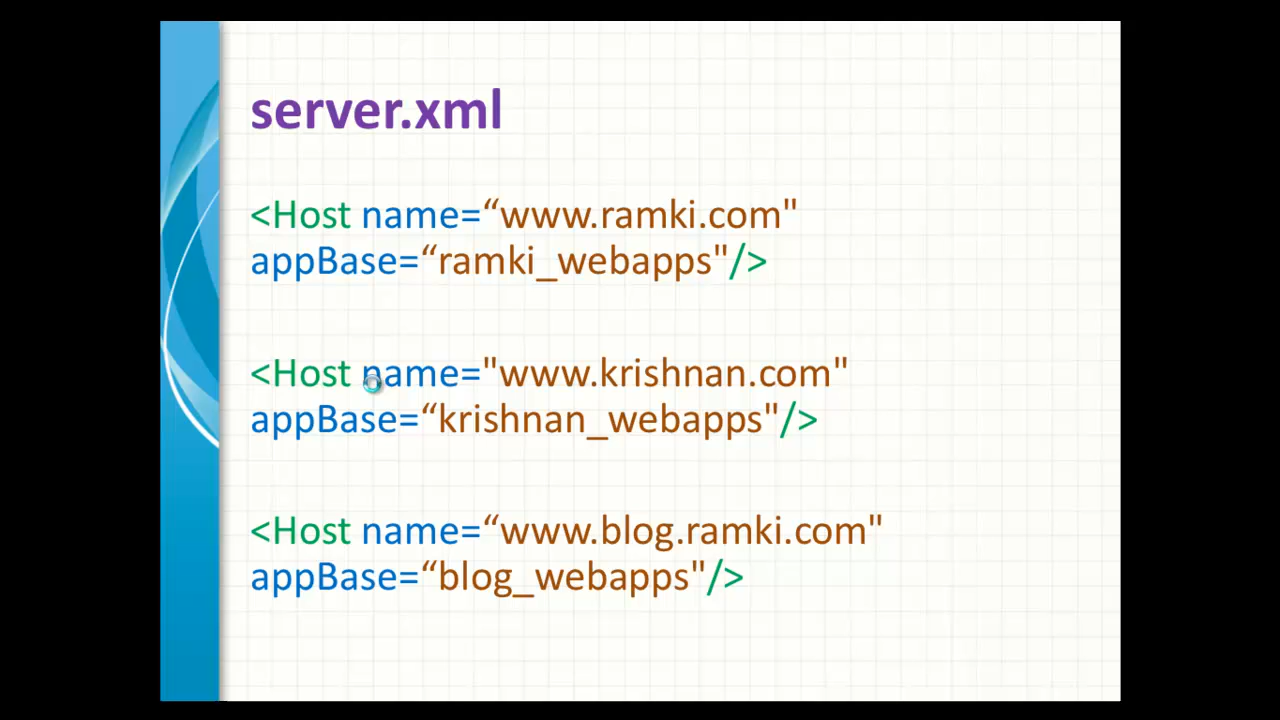 server.xml
<Host name=“www.ramki.com"
appBase=“ramki_webapps"/>
<Host name="www.krishnan.com"
appBase=“krishnan_webapps"/>
<Host name=“www.blog.ramki.com"
appBase=“blog_webapps"/>